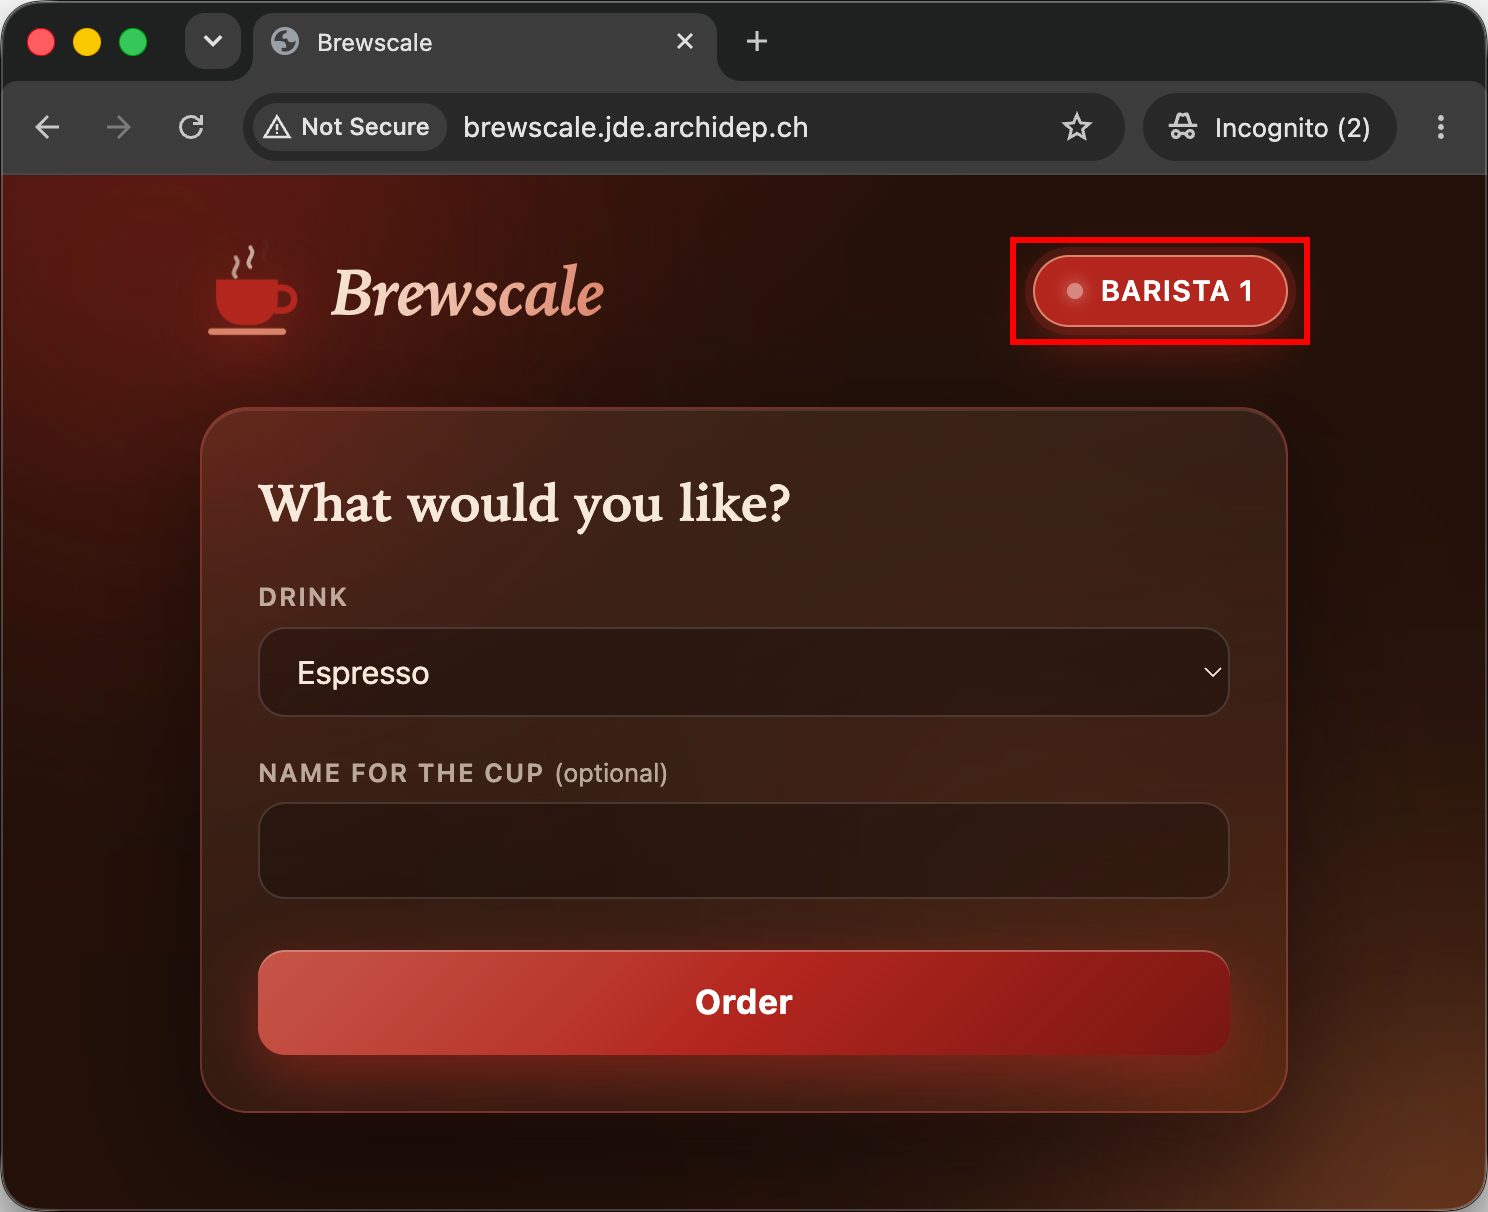 Brewscale
Not Secure brewscale.jde.archidep.ch Incognito (2)
Brewscale BARISTA 1
What would you like?
DRINK
Espresso
NAME FOR THE CUP (optional)
Order